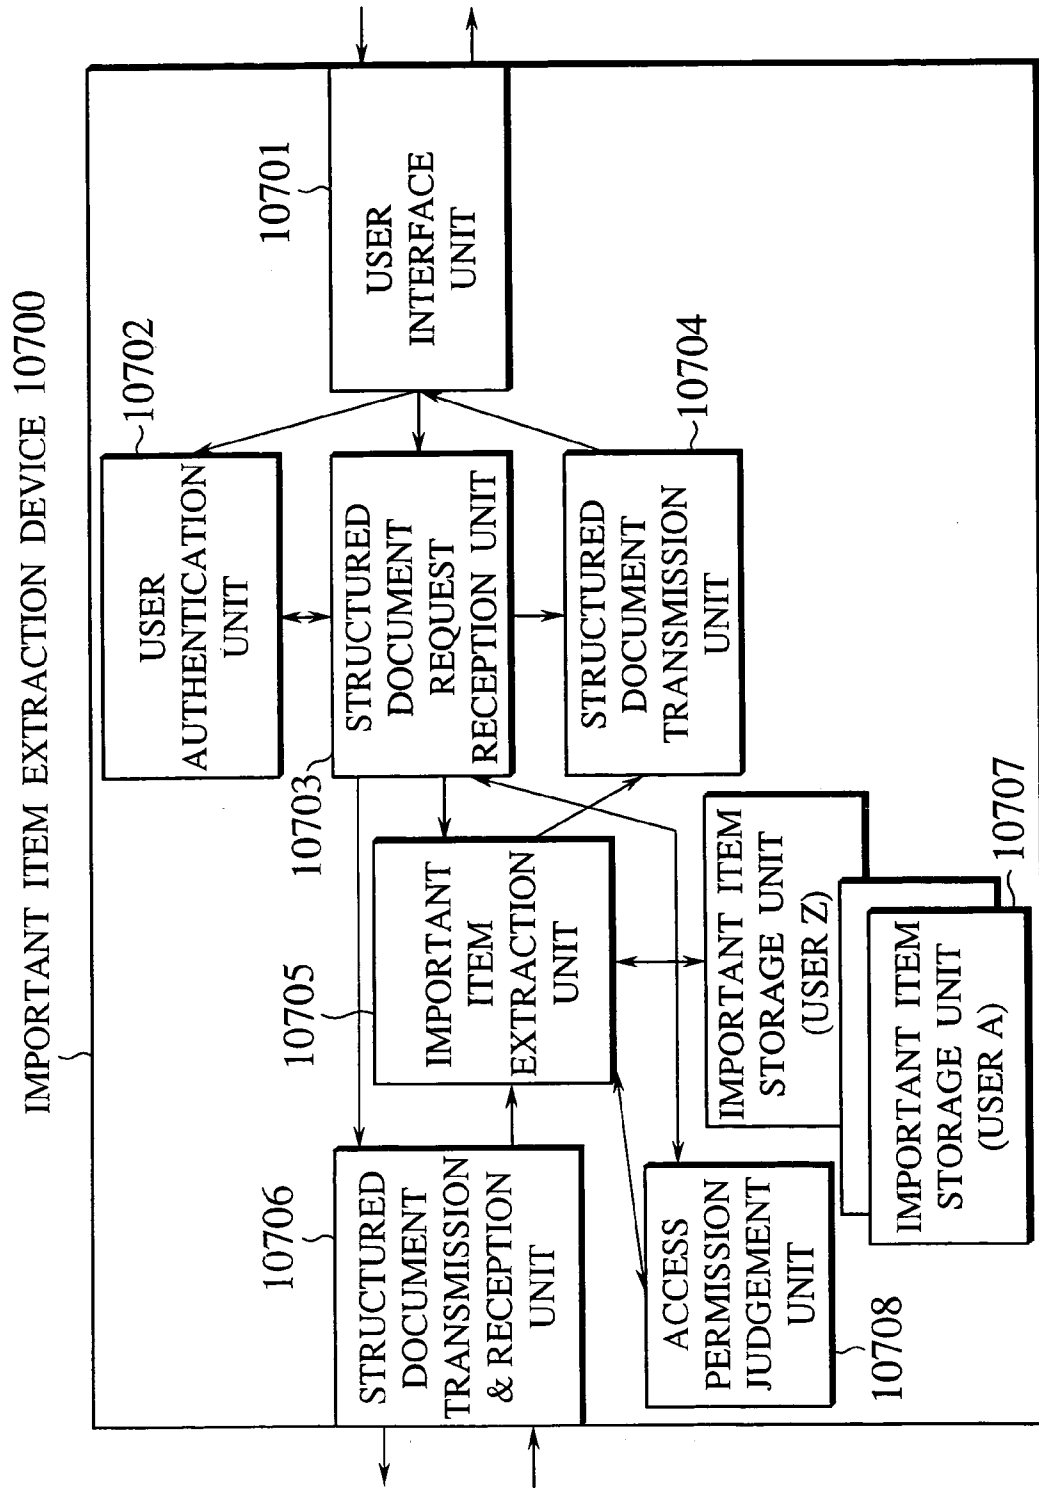 IMPORTANT ITEM EXTRACTION DEVICE 10700
10706
STRUCTURED
DOCUMENT
TRANSMISSION
& RECEPTION
UNIT
10705
IMPORTANT
ITEM
EXTRACTION
UNIT
10702
USER
AUTHENTICATION
UNIT
10703
STRUCTURED
DOCUMENT
REQUEST
RECEPTION UNIT
10704
STRUCTURED
DOCUMENT
TRANSMISSION
UNIT
10701
USER
INTERFACE
UNIT
ACCESS
PERMISSION
JUDGEMENT
UNIT
10708
IMPORTANT ITEM
STORAGE UNIT
(USER Z)
IMPORTANT ITEM
STORAGE UNIT
(USER A)
10707